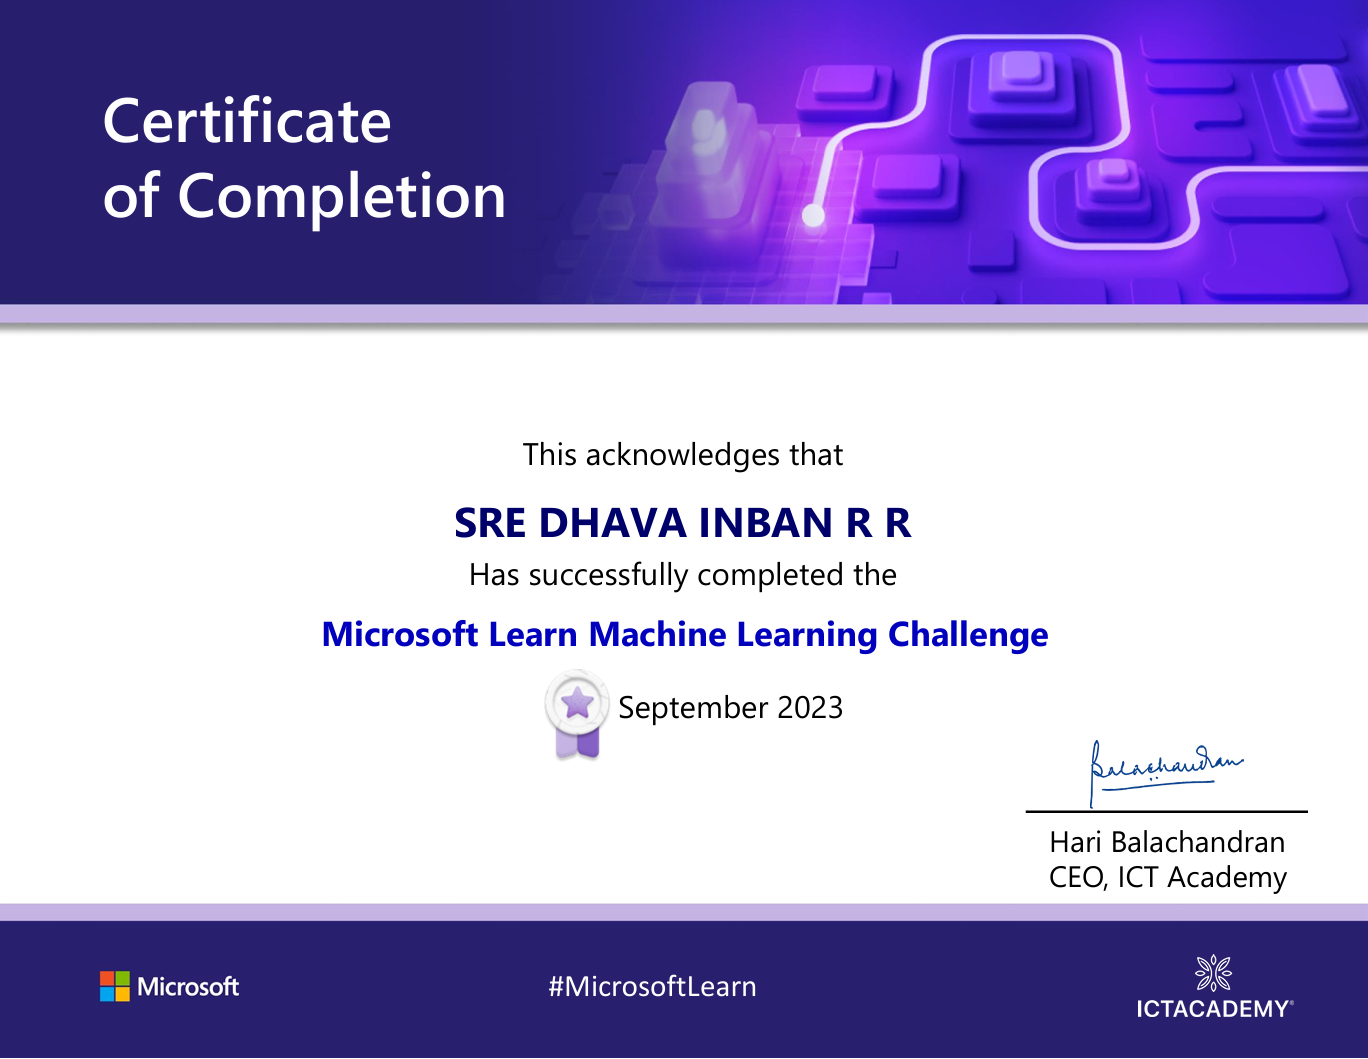 Certificate
of Completion
This acknowledges that
SRE DHAVA INBAN R R
Has successfully completed the
Microsoft Learn Machine Learning Challenge
September 2023
Balachandran
Hari Balachandran
CEO, ICT Academy
Microsoft
#MicrosoftLearn
ICTACADEMY®